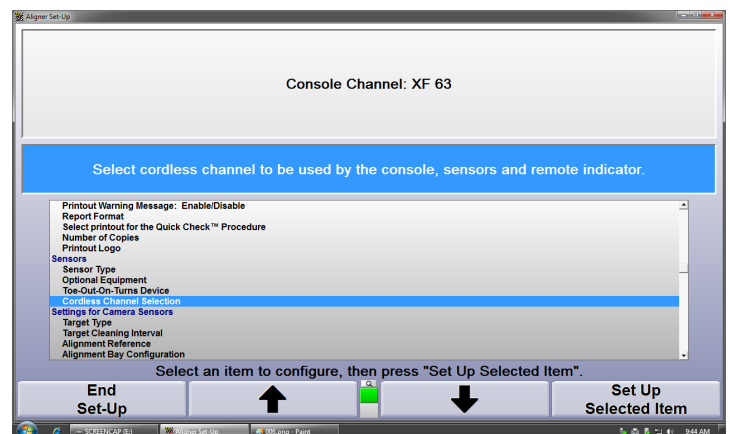 Aligner Set-Up
Console Channel: XF 63
Select cordless channel to be used by the console, sensors and remote indicator.
Printout Warning Message: Enable/Disable
Report Format
Select printout for the Quick Check™ Procedure
Number of Copies
Printout Logo
Sensors
Sensor Type
Optional Equipment
Toe-Out-On-Turns Device
Cordless Channel Selection
Settings for Camera Sensors
Target Type
Target Cleaning Interval
Alignment Reference
Alignment Bay Configuration
Select an item to configure, then press "Set Up Selected Item".
End
Set-Up
Set Up
Selected Item
SCREENCAP (E:)
Aligner Set-Up
006.png - Paint
9:44 AM